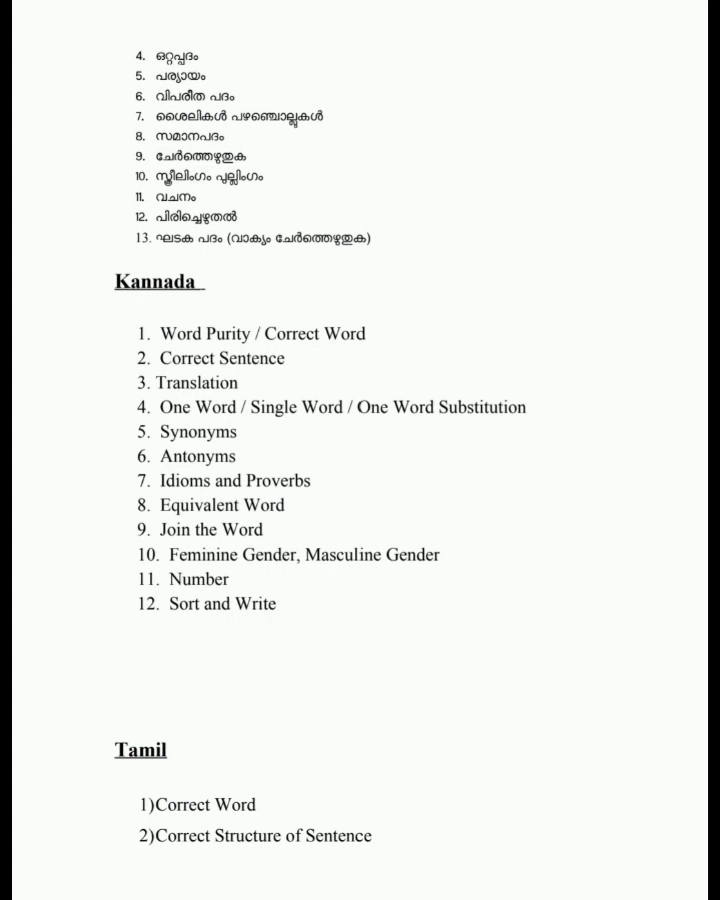 4. ഒറ്റപ്പദം
5. പര്യായം
6. വിപരീത പദം
7. ശൈലികൾ പഴഞ്ചൊല്ലുകൾ
8. സമാനപദം
9. ചേർത്തെഴുതുക
10. സ്ത്രീലിംഗം പുല്ലിംഗം
11. വചനം
12. പിരിച്ചെഴുതൽ
13. ഘടക പദം (വാക്യം ചേർത്തെഴുതുക)
Kannada
1. Word Purity / Correct Word
2. Correct Sentence
3. Translation
4. One Word / Single Word / One Word Substitution
5. Synonyms
6. Antonyms
7. Idioms and Proverbs
8. Equivalent Word
9. Join the Word
10. Feminine Gender, Masculine Gender
11. Number
12. Sort and Write
Tamil
1)Correct Word
2)Correct Structure of Sentence